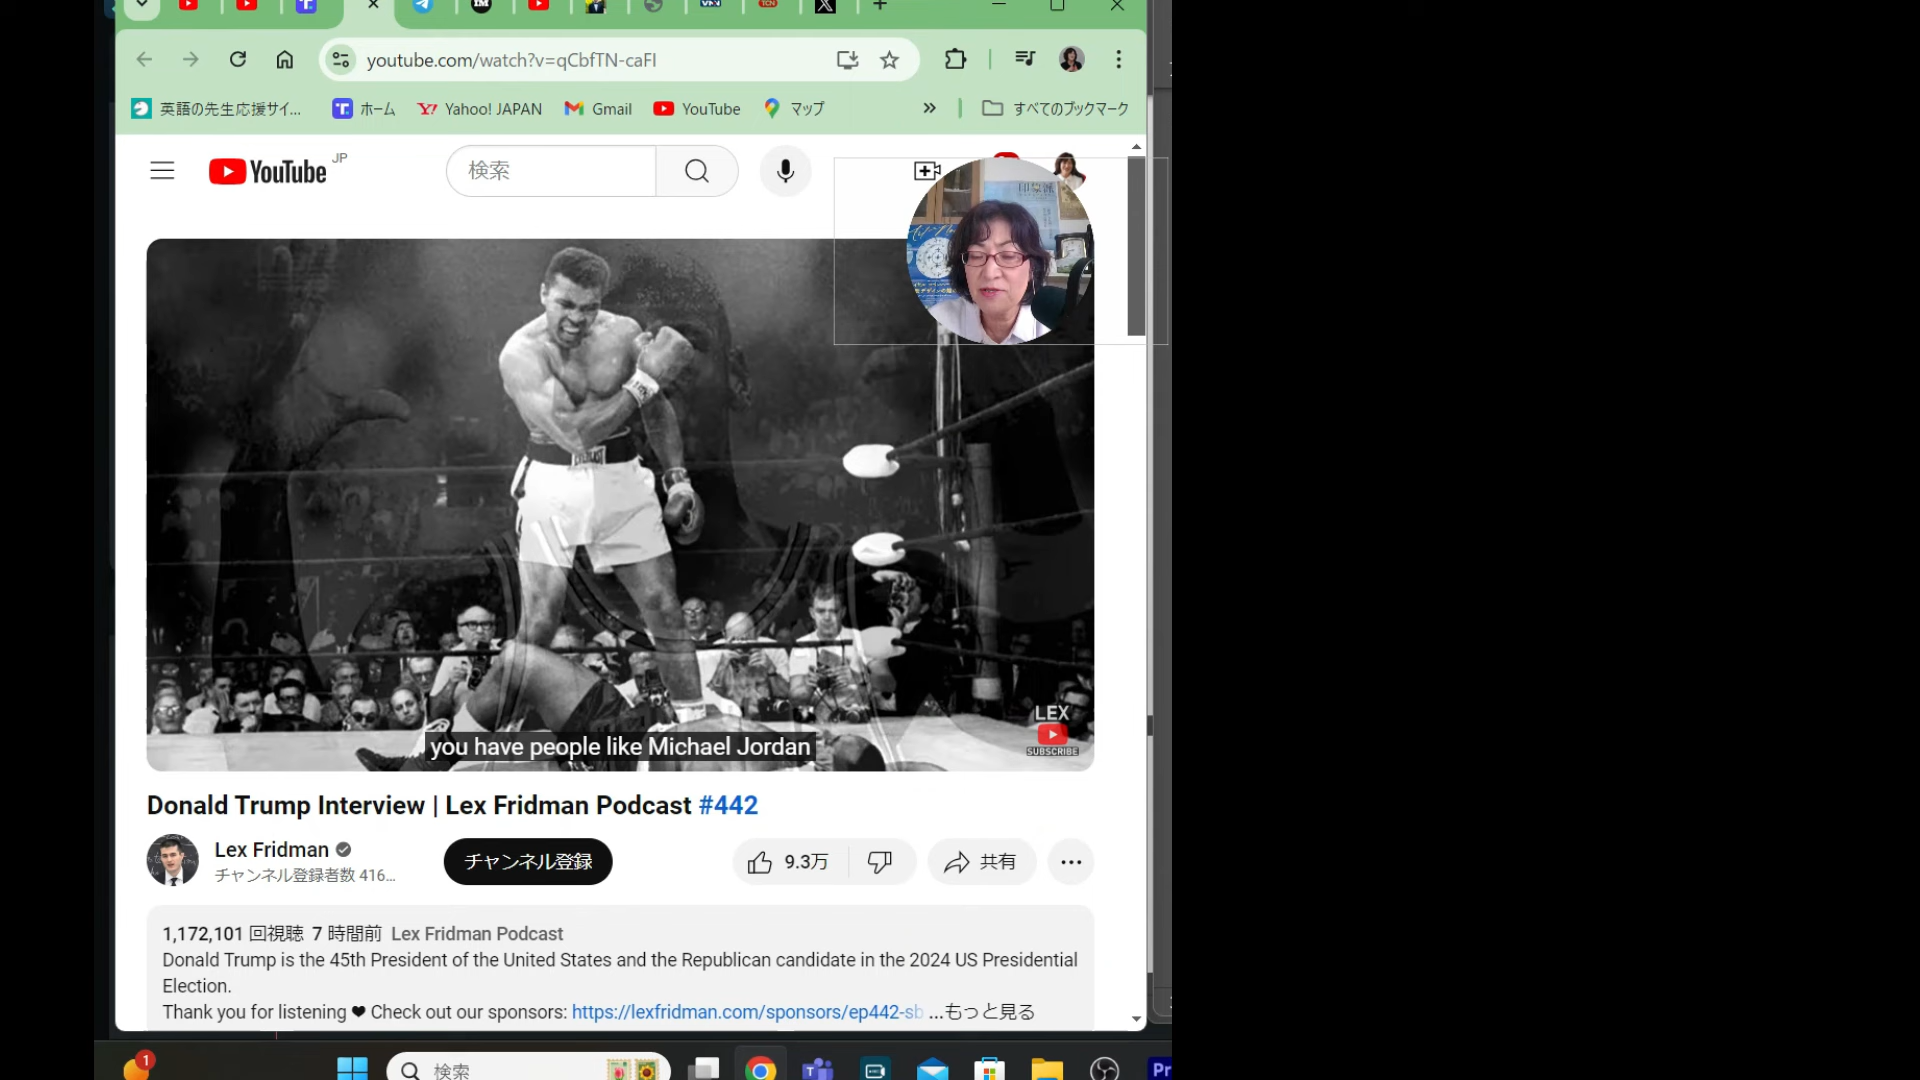 youtube.com/watch?v=qCbfTN-caFI
英語の先生応援サイ...
ホーム
Yahoo! JAPAN
Gmail
YouTube
マップ
»
すべてのブックマーク
YouTube JP
検索
EVERLAST
you have people like Michael Jordan
LEX
SUBSCRIBE
Donald Trump Interview | Lex Fridman Podcast #442
Lex Fridman
チャンネル登録者数 416...
チャンネル登録
9.3万
共有
1,172,101 回視聴 7 時間前 Lex Fridman Podcast
Donald Trump is the 45th President of the United States and the Republican candidate in the 2024 US Presidential
Election.
Thank you for listening ❤ Check out our sponsors: https://lexfridman.com/sponsors/ep442-sb ...もっと見る
1
検索
Pr